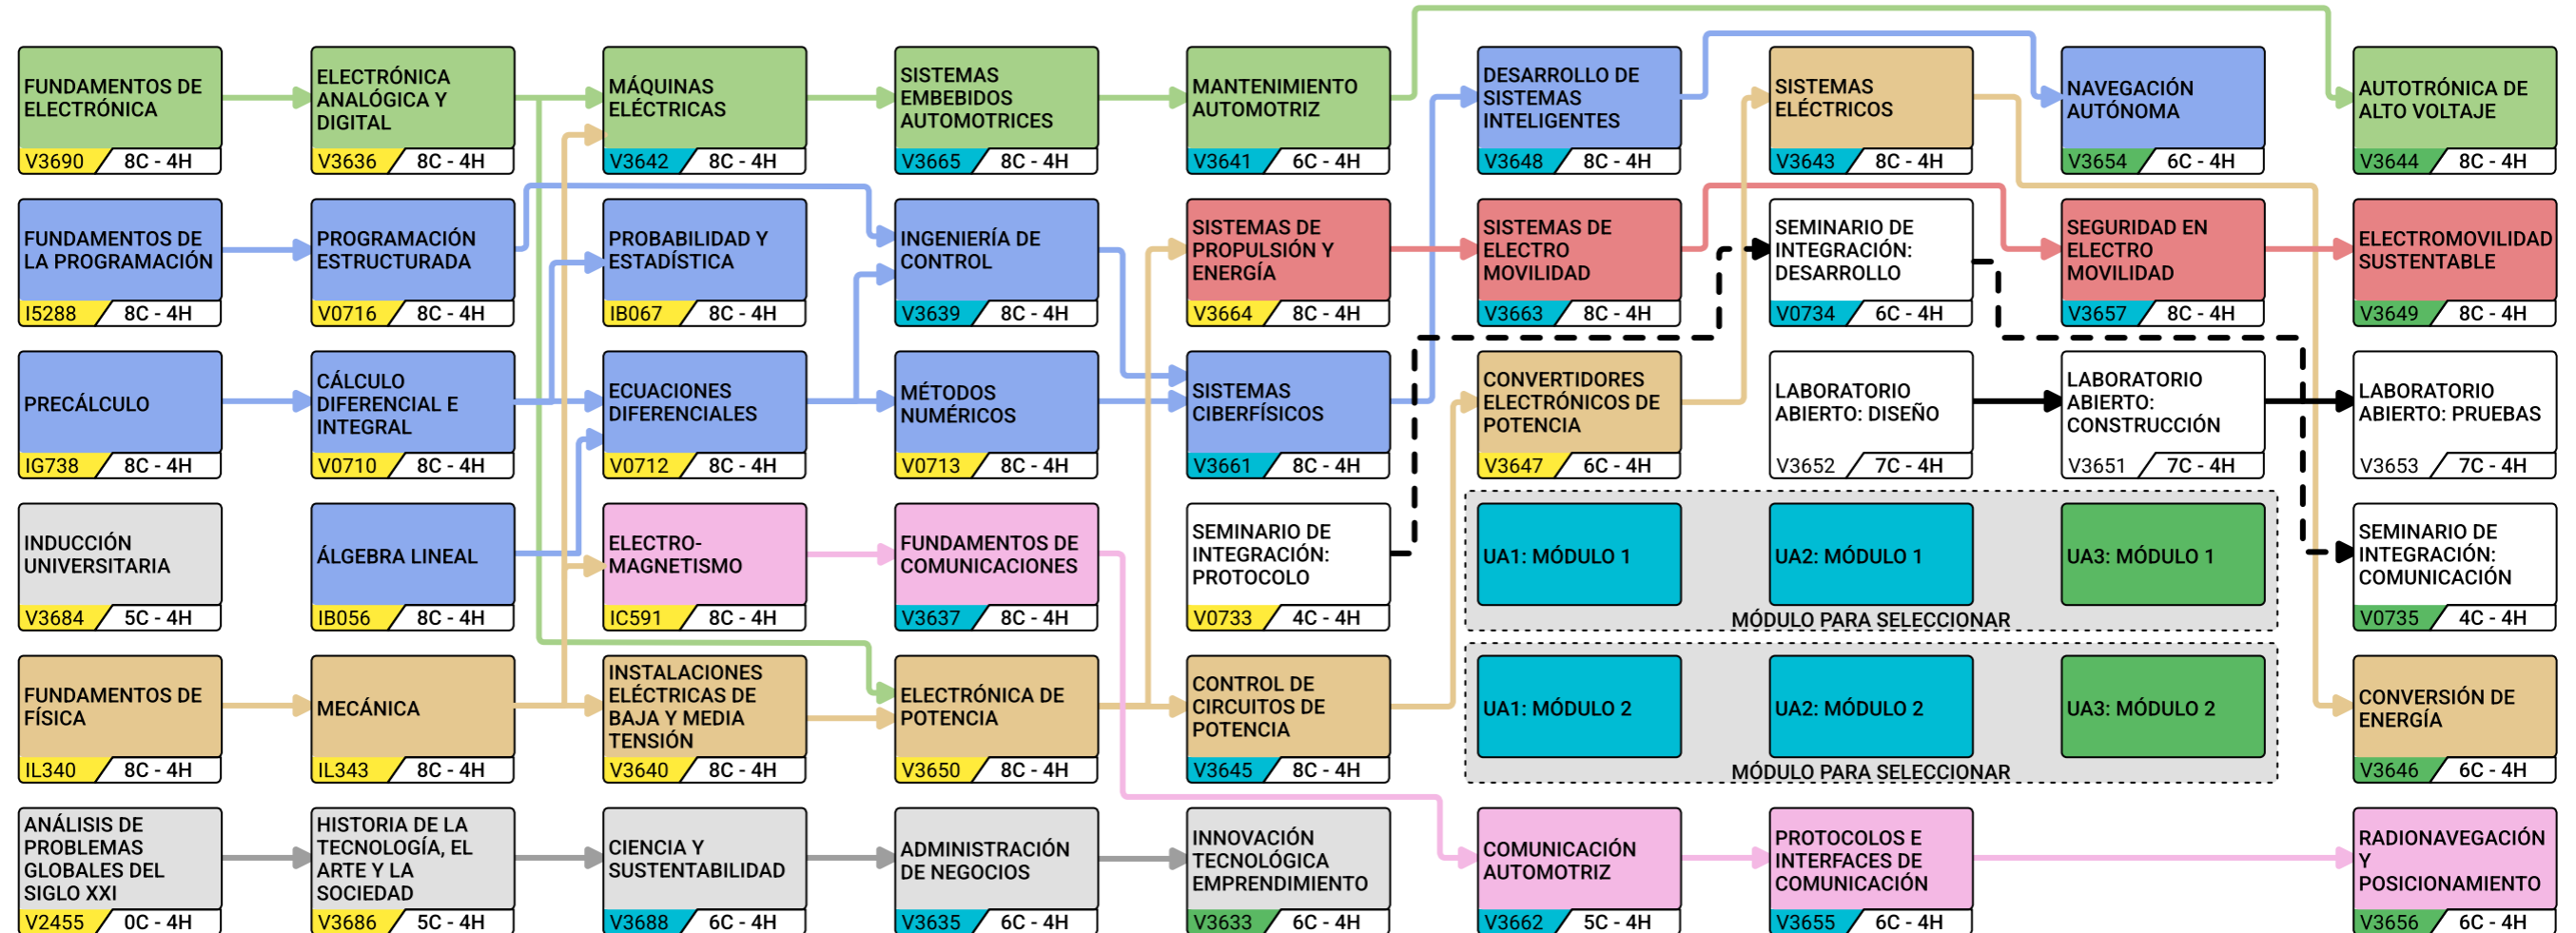 FUNDAMENTOS DE
ELECTRÓNICA
V3690 8C - 4H
ELECTRÓNICA
ANALÓGICA Y
DIGITAL
V3636 8C - 4H
MÁQUINAS
ELÉCTRICAS
V3642 8C - 4H
SISTEMAS
EMBEBIDOS
AUTOMOTRICES
V3665 8C - 4H
MANTENIMIENTO
AUTOMOTRIZ
V3641 6C - 4H
DESARROLLO DE
SISTEMAS
INTELIGENTES
V3648 8C - 4H
SISTEMAS
ELÉCTRICOS
V3643 8C - 4H
NAVEGACIÓN
AUTÓNOMA
V3654 6C - 4H
AUTOTRÓNICA DE
ALTO VOLTAJE
V3644 8C - 4H
FUNDAMENTOS DE
LA PROGRAMACIÓN
I5288 8C - 4H
PROGRAMACIÓN
ESTRUCTURADA
V0716 8C - 4H
PROBABILIDAD Y
ESTADÍSTICA
IB067 8C - 4H
INGENIERÍA DE
CONTROL
V3639 8C - 4H
SISTEMAS DE
PROPULSIÓN Y
ENERGÍA
V3664 8C - 4H
SISTEMAS DE
ELECTRO
MOVILIDAD
V3663 8C - 4H
SEMINARIO DE
INTEGRACIÓN:
DESARROLLO
V0734 6C - 4H
SEGURIDAD EN
ELECTRO
MOVILIDAD
V3657 8C - 4H
ELECTROMOVILIDAD
SUSTENTABLE
V3649 8C - 4H
PRECÁLCULO
IG738 8C - 4H
CÁLCULO
DIFERENCIAL E
INTEGRAL
V0710 8C - 4H
ECUACIONES
DIFERENCIALES
V0712 8C - 4H
MÉTODOS
NUMÉRICOS
V0713 8C - 4H
SISTEMAS
CIBERFÍSICOS
V3661 8C - 4H
CONVERTIDORES
ELECTRÓNICOS DE
POTENCIA
V3647 6C - 4H
LABORATORIO
ABIERTO: DISEÑO
V3652 7C - 4H
LABORATORIO
ABIERTO:
CONSTRUCCIÓN
V3651 7C - 4H
LABORATORIO
ABIERTO: PRUEBAS
V3653 7C - 4H
INDUCCIÓN
UNIVERSITARIA
V3684 5C - 4H
ÁLGEBRA LINEAL
IB056 8C - 4H
ELECTRO-
MAGNETISMO
IC591 8C - 4H
FUNDAMENTOS DE
COMUNICACIONES
V3637 8C - 4H
SEMINARIO DE
INTEGRACIÓN:
PROTOCOLO
V0733 4C - 4H
UA1: MÓDULO 1
UA2: MÓDULO 1
UA3: MÓDULO 1
MÓDULO PARA SELECCIONAR
SEMINARIO DE
INTEGRACIÓN:
COMUNICACIÓN
V0735 4C - 4H
FUNDAMENTOS DE
FÍSICA
IL340 8C - 4H
MECÁNICA
IL343 8C - 4H
INSTALACIONES
ELÉCTRICAS DE
BAJA Y MEDIA
TENSIÓN
V3640 8C - 4H
ELECTRÓNICA DE
POTENCIA
V3650 8C - 4H
CONTROL DE
CIRCUITOS DE
POTENCIA
V3645 8C - 4H
UA1: MÓDULO 2
UA2: MÓDULO 2
UA3: MÓDULO 2
MÓDULO PARA SELECCIONAR
CONVERSIÓN DE
ENERGÍA
V3646 6C - 4H
ANÁLISIS DE
PROBLEMAS
GLOBALES DEL
SIGLO XXI
V2455 0C - 4H
HISTORIA DE LA
TECNOLOGÍA, EL
ARTE Y LA
SOCIEDAD
V3686 5C - 4H
CIENCIA Y
SUSTENTABILIDAD
V3688 6C - 4H
ADMINISTRACIÓN
DE NEGOCIOS
V3635 6C - 4H
INNOVACIÓN
TECNOLÓGICA
EMPRENDIMIENTO
V3633 6C - 4H
COMUNICACIÓN
AUTOMOTRIZ
V3662 5C - 4H
PROTOCOLOS E
INTERFACES DE
COMUNICACIÓN
V3655 6C - 4H
RADIONAVEGACIÓN
Y
POSICIONAMIENTO
V3656 6C - 4H